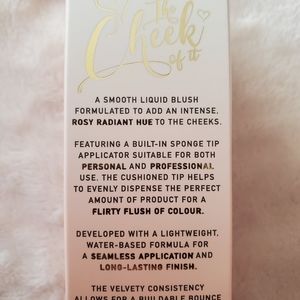 The
Cheek
of it
A SMOOTH LIQUID BLUSH
FORMULATED TO ADD AN INTENSE,
ROSY RADIANT HUE TO THE CHEEKS.
FEATURING A BUILT-IN SPONGE TIP
APPLICATOR SUITABLE FOR BOTH
PERSONAL AND PROFESSIONAL
USE. THE CUSHIONED TIP HELPS
TO EVENLY DISPENSE THE PERFECT
AMOUNT OF PRODUCT FOR A
FLIRTY FLUSH OF COLOUR.
DEVELOPED WITH A LIGHTWEIGHT,
WATER-BASED FORMULA FOR
A SEAMLESS APPLICATION AND
LONG-LASTING FINISH.
THE VELVETY CONSISTENCY
ALLOWS FOR A BUILDABLE BOUNCE